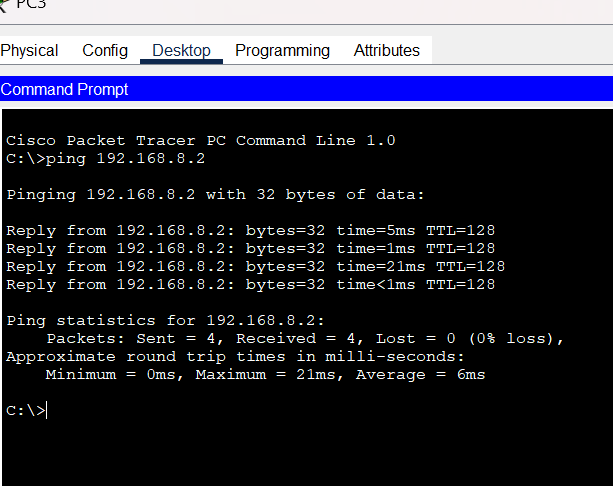 PC3
Physical Config Desktop Programming Attributes
Command Prompt
Cisco Packet Tracer PC Command Line 1.0
C:\>ping 192.168.8.2
Pinging 192.168.8.2 with 32 bytes of data:
Reply from 192.168.8.2: bytes=32 time=5ms TTL=128
Reply from 192.168.8.2: bytes=32 time=1ms TTL=128
Reply from 192.168.8.2: bytes=32 time=21ms TTL=128
Reply from 192.168.8.2: bytes=32 time<1ms TTL=128
Ping statistics for 192.168.8.2:
Packets: Sent = 4, Received = 4, Lost = 0 (0% loss),
Approximate round trip times in milli-seconds:
Minimum = 0ms, Maximum = 21ms, Average = 6ms
C:\>